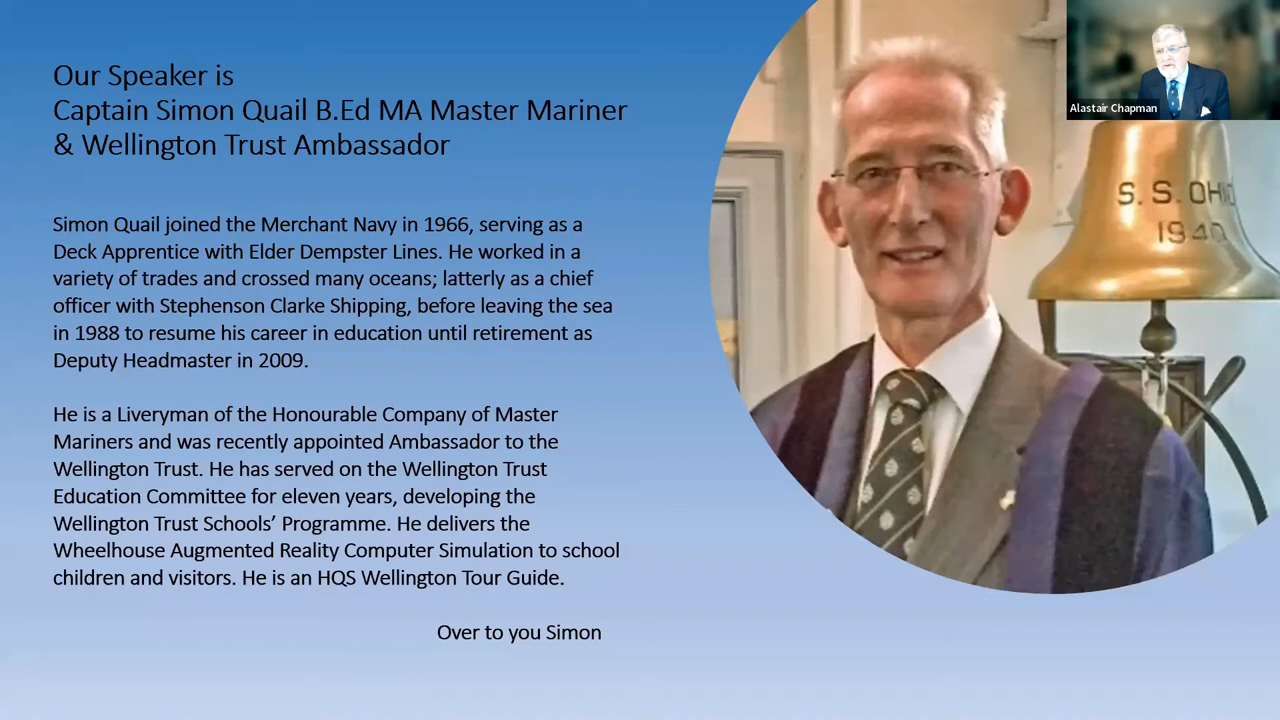 Our Speaker is
Captain Simon Quail B.Ed MA Master Mariner
& Wellington Trust Ambassador
Simon Quail joined the Merchant Navy in 1966, serving as a
Deck Apprentice with Elder Dempster Lines. He worked in a
variety of trades and crossed many oceans; latterly as a chief
officer with Stephenson Clarke Shipping, before leaving the sea
in 1988 to resume his career in education until retirement as
Deputy Headmaster in 2009.
He is a Liveryman of the Honourable Company of Master
Mariners and was recently appointed Ambassador to the
Wellington Trust. He has served on the Wellington Trust
Education Committee for eleven years, developing the
Wellington Trust Schools’ Programme. He delivers the
Wheelhouse Augmented Reality Computer Simulation to school
children and visitors. He is an HQS Wellington Tour Guide.
Over to you Simon
Alastair Chapman
S.S. OHIO
1940